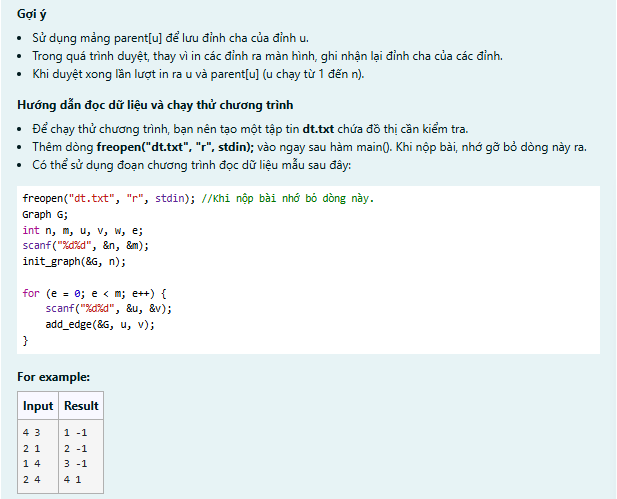 Gợi ý
• Sử dụng mảng parent[u] để lưu đỉnh cha của đỉnh u.
• Trong quá trình duyệt, thay vì in các đỉnh ra màn hình, ghi nhận lại đỉnh cha của các đỉnh.
• Khi duyệt xong lần lượt in ra u và parent[u] (u chạy từ 1 đến n).
Hướng dẫn đọc dữ liệu và chạy thử chương trình
• Để chạy thử chương trình, bạn nên tạo một tập tin dt.txt chứa đồ thị cần kiểm tra.
• Thêm dòng freopen("dt.txt", "r", stdin); vào ngay sau hàm main(). Khi nộp bài, nhớ gỡ bỏ dòng này ra.
• Có thể sử dụng đoạn chương trình đọc dữ liệu mẫu sau đây:
freopen("dt.txt", "r", stdin); //Khi nộp bài nhớ bỏ dòng này.
Graph G;
int n, m, u, v, w, e;
scanf("%d%d", &n, &m);
init_graph(&G, n);
for (e = 0; e < m; e++) {
    scanf("%d%d", &u, &v);
    add_edge(&G, u, v);
}
For example:
Input Result
4 3 1 -1
2 1 2 -1
1 4 3 -1
2 4 4 1